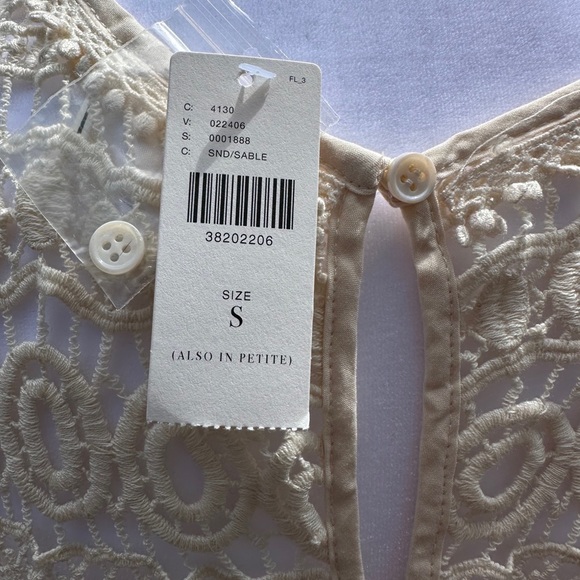 FL_3
C: 4130
V: 022406
S: 0001888
C: SND/SABLE
38202206
SIZE
S
(ALSO IN PETITE)